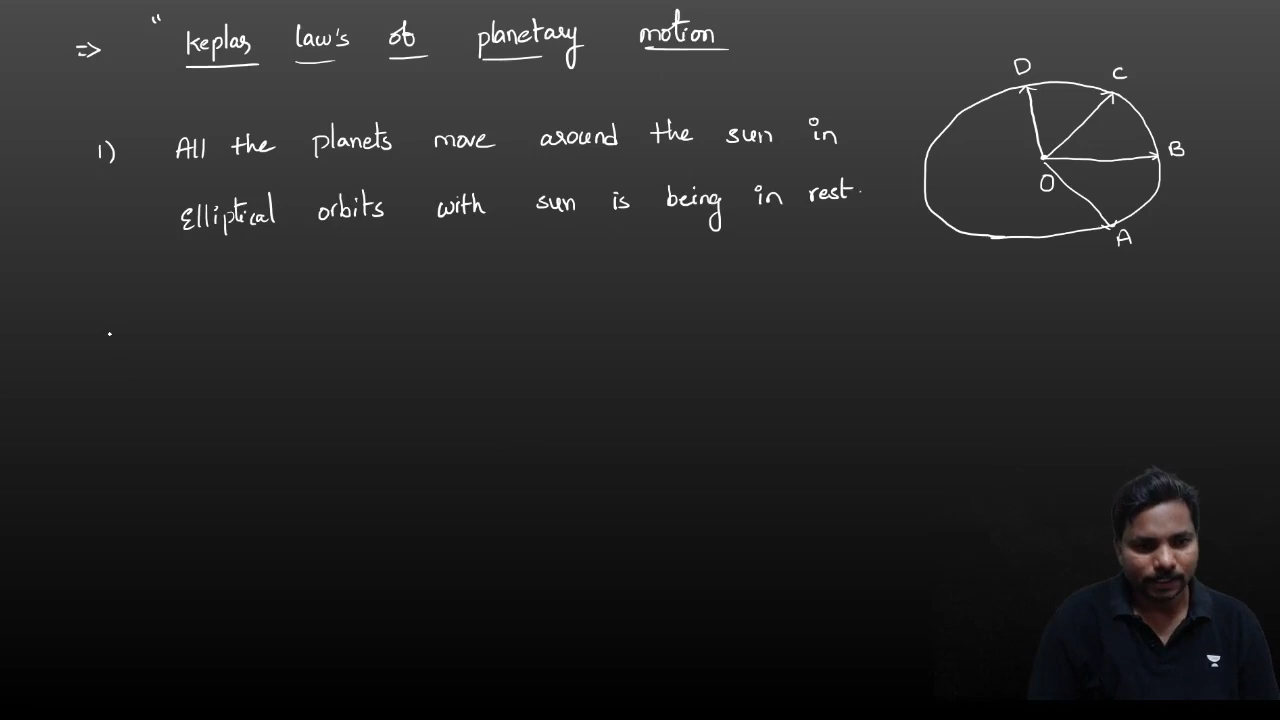 ⇒ " Keplar law's of planetary motion
1) All the planets move around the sun in
Elliptical orbits with sun is being in rest.
D
C
B
O
A